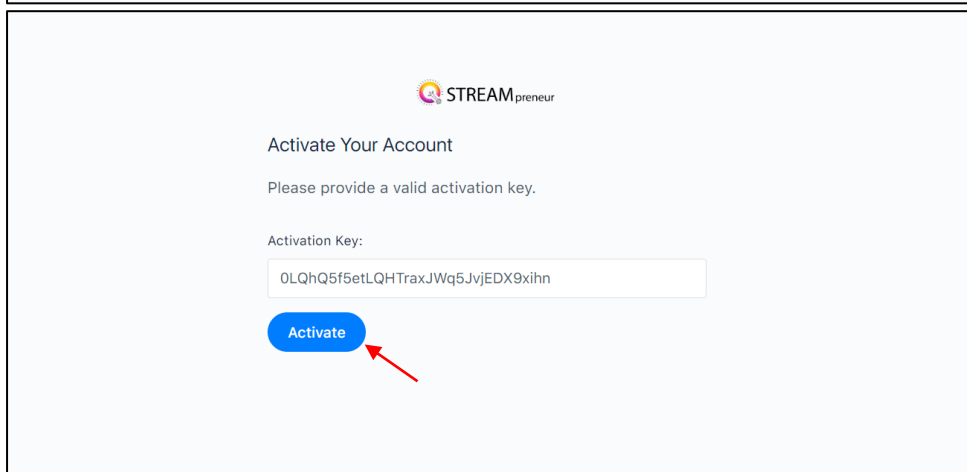 STREAMpreneur
Activate Your Account
Please provide a valid activation key.
Activation Key:
0LQhQ5f5etLQHTraxJWq5JvjEDX9xihn
Activate